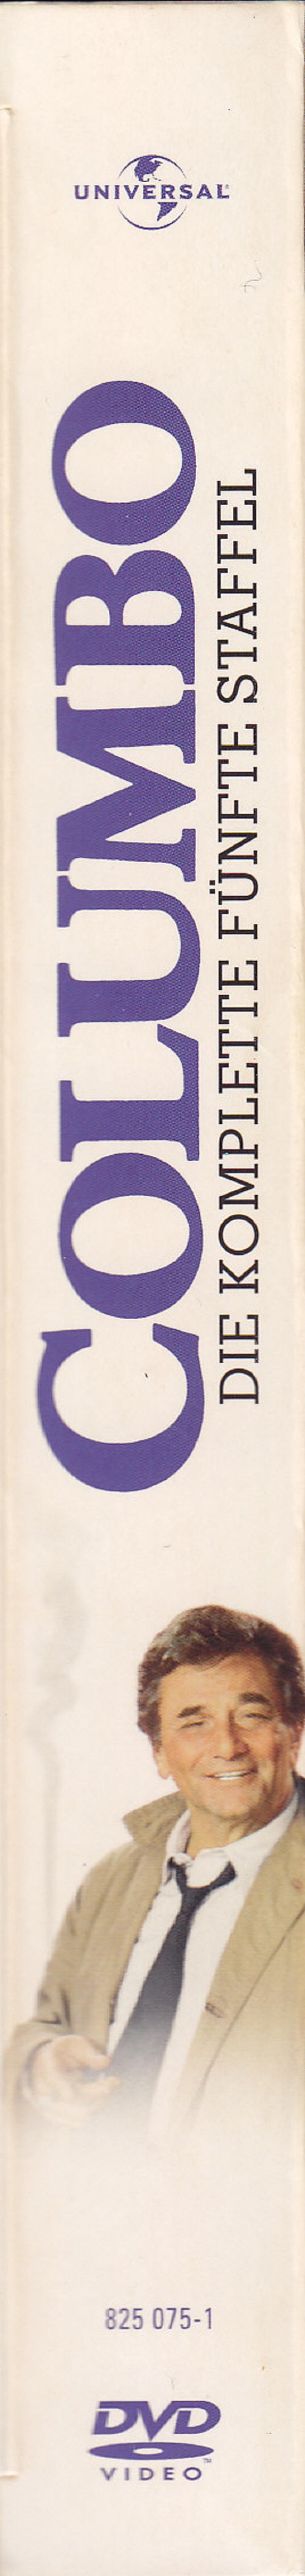 UNIVERSAL
COLUMBO
DIE KOMPLETTE FÜNFTE STAFFEL
825 075-1
DVD
VIDEO